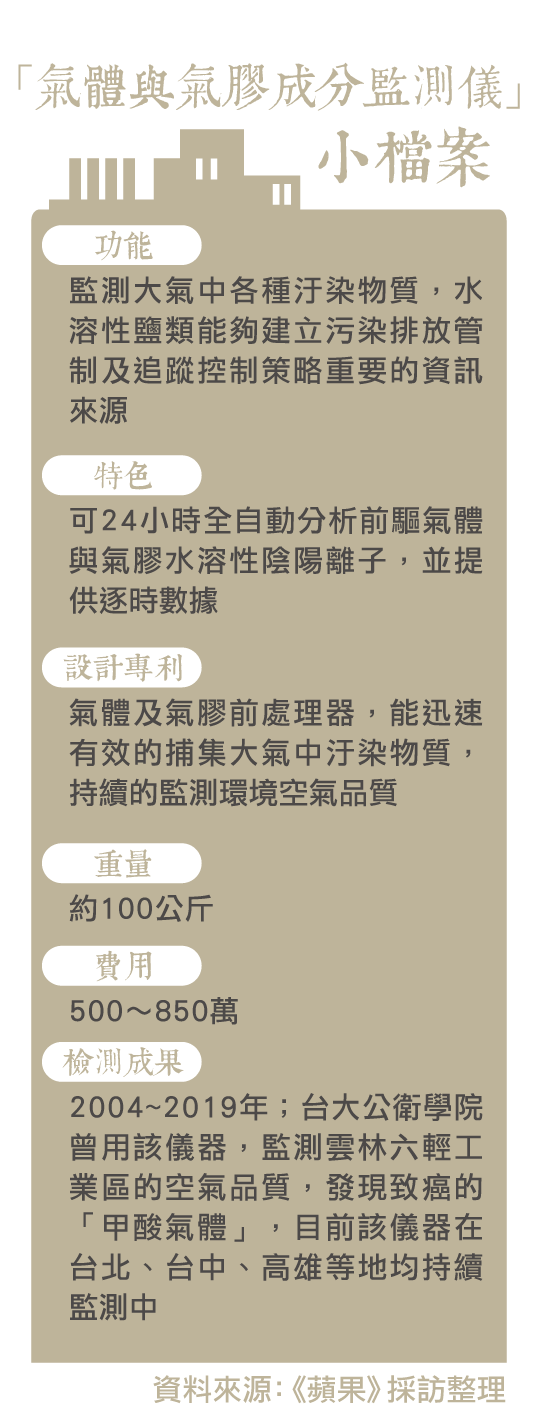 「氣體與氣膠成分監測儀」
小檔案
功能
監測大氣中各種汙染物質，水
溶性鹽類能夠建立污染排放管
制及追蹤控制策略重要的資訊
來源
特色
可24小時全自動分析前驅氣體
與氣膠水溶性陰陽離子，並提
供逐時數據
設計專利
氣體及氣膠前處理器，能迅速
有效的捕集大氣中汙染物質，
持續的監測環境空氣品質
重量
約100公斤
費用
500～850萬
檢測成果
2004~2019年；台大公衛學院
曾用該儀器，監測雲林六輕工
業區的空氣品質，發現致癌的
「甲酸氣體」，目前該儀器在
台北、台中、高雄等地均持續
監測中
資料來源：《蘋果》採訪整理